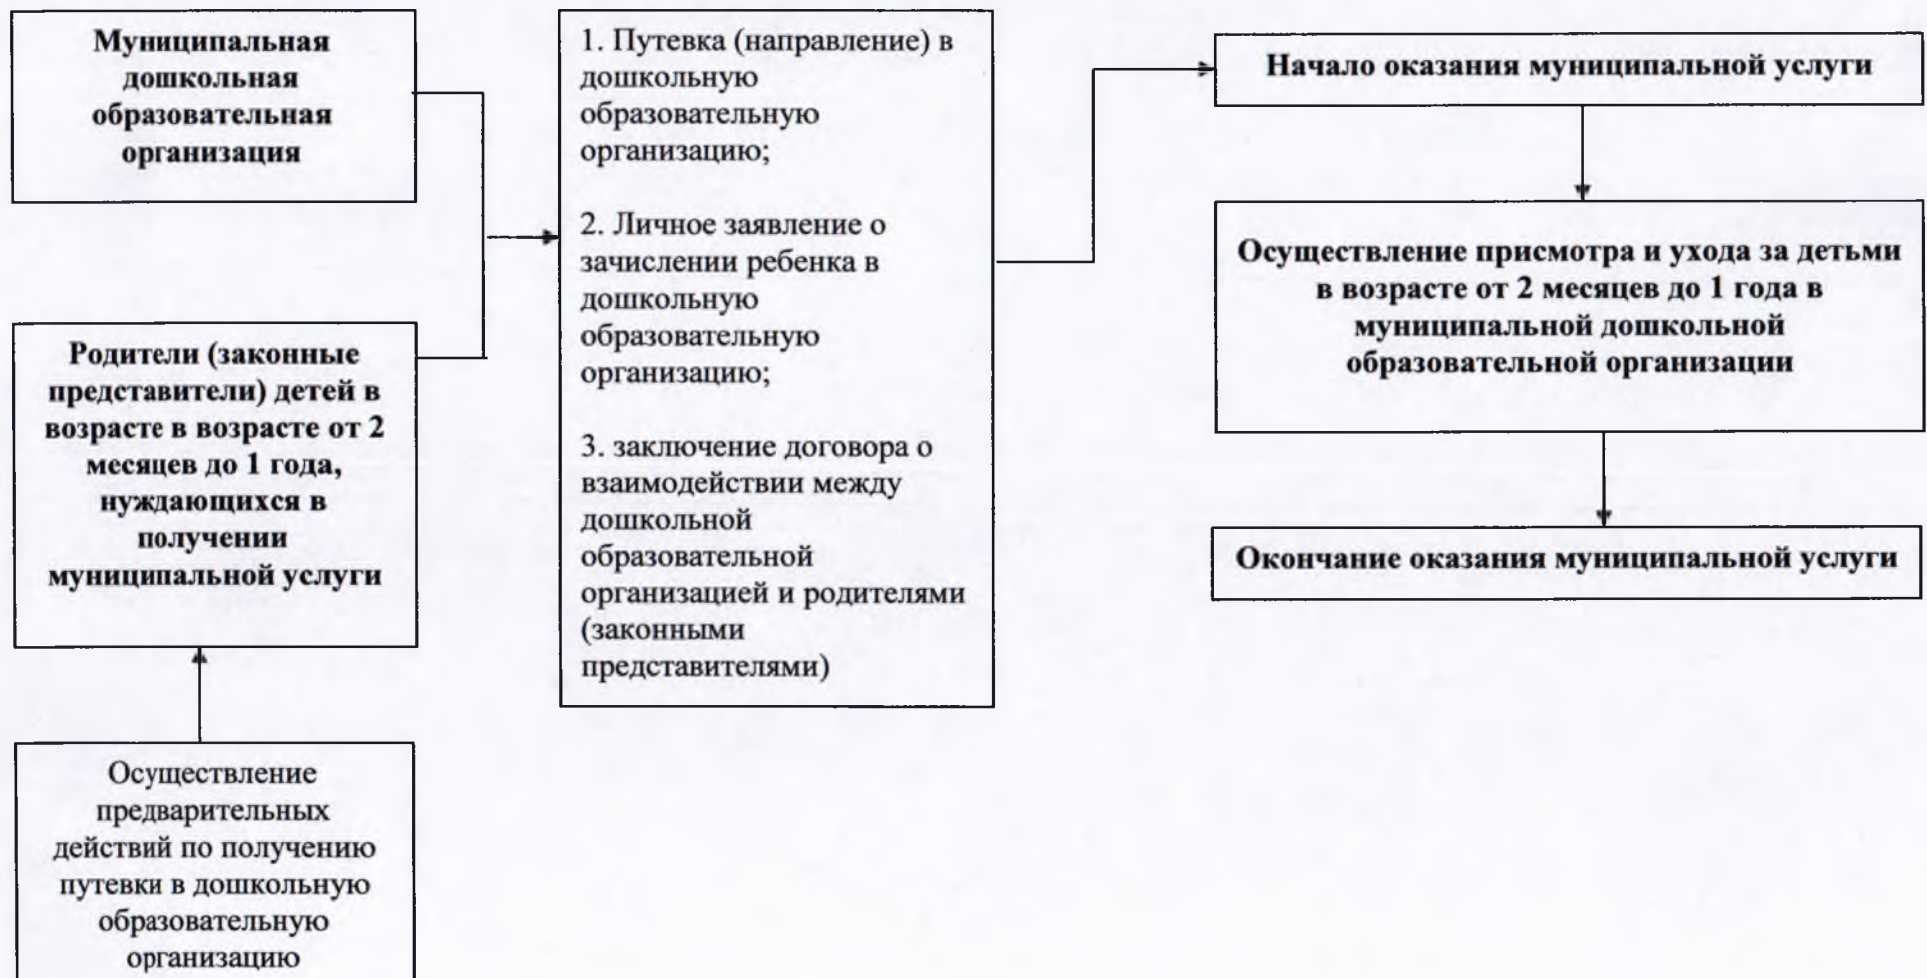 Муниципальная
дошкольная
образовательная
организация
Родители (законные
представители) детей в
возрасте в возрасте от 2
месяцев до 1 года,
нуждающихся в
получении
муниципальной услуги
Осуществление
предварительных
действий по получению
путевки в дошкольную
образовательную
организацию
1. Путевка (направление) в
дошкольную
образовательную
организацию;
2. Личное заявление о
зачислении ребенка в
дошкольную
образовательную
организацию;
3. заключение договора о
взаимодействии между
дошкольной
образовательной
организацией и родителями
(законными
представителями)
Начало оказания муниципальной услуги
Осуществление присмотра и ухода за детьми
в возрасте от 2 месяцев до 1 года в
муниципальной дошкольной
образовательной организации
Окончание оказания муниципальной услуги